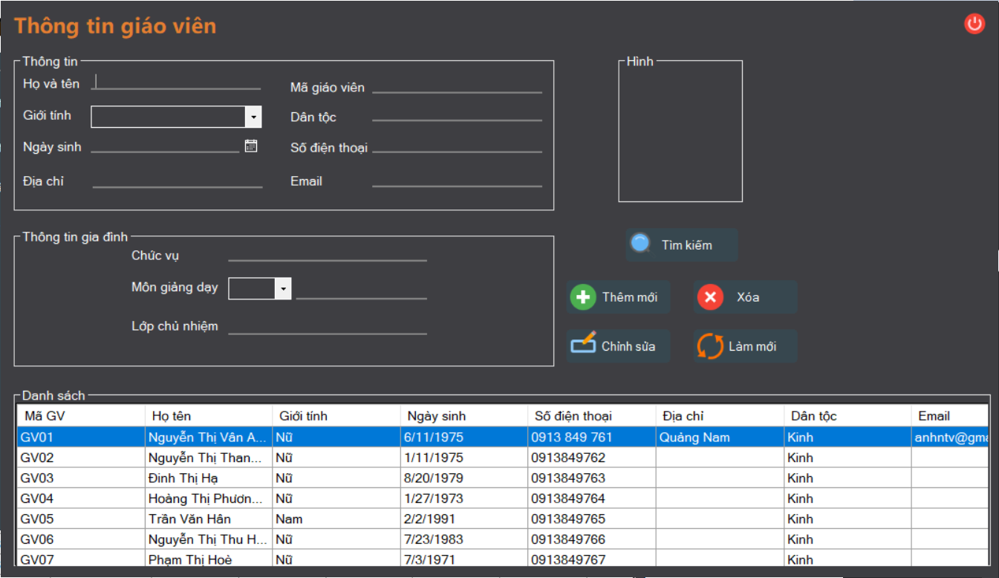 Thông tin giáo viên
Thông tin
Họ và tên
Mã giáo viên
Giới tính
Dân tộc
Ngày sinh
Số điện thoại
Địa chỉ
Email
Hình
Thông tin gia đình
Chức vụ
Môn giảng dạy
Lớp chủ nhiệm
Tìm kiếm
Thêm mới
Xóa
Chỉnh sửa
Làm mới
Danh sách
Mã GV Họ tên Giới tính Ngày sinh Số điện thoại Địa chỉ Dân tộc Email
GV01 Nguyễn Thị Vân A... Nữ 6/11/1975 0913 849 761 Quảng Nam Kinh anhntv@gma
GV02 Nguyễn Thị Than... Nữ 1/11/1975 0913849762 Kinh
GV03 Đinh Thị Hạ Nữ 8/20/1979 0913849763 Kinh
GV04 Hoàng Thị Phươn... Nữ 1/27/1973 0913849764 Kinh
GV05 Trần Văn Hân Nam 2/2/1991 0913849765 Kinh
GV06 Nguyễn Thị Thu H... Nữ 7/23/1983 0913849766 Kinh
GV07 Phạm Thị Hoè Nữ 7/3/1971 0913849767 Kinh